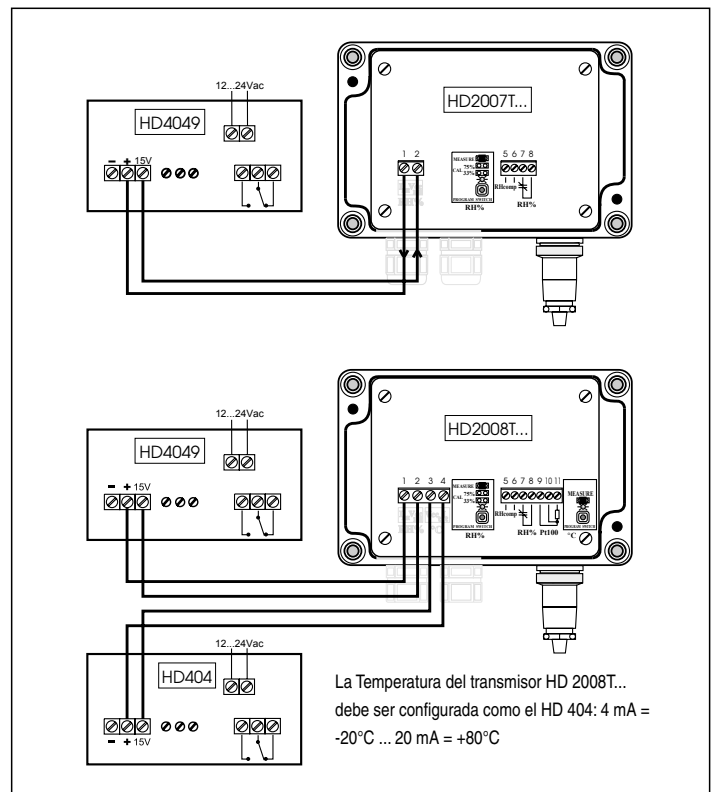 12...24Vac
HD4049
HD2007T...
– + 15V
1 2
MEASURE
75%
CAL
33%
PROGRAM SWITCH
RH%
5 6 7 8
RHcomp
RH%
12...24Vac
HD4049
HD2008T...
– + 15V
1 2 3 4
MEASURE
75%
CAL
33%
PROGRAM SWITCH
RH%
5 6 7 8 9 10 11
RHcomp
RH% Pt100
MEASURE
PROGRAM SWITCH
°C
12...24Vac
HD404
– + 15V
La Temperatura del transmisor HD 2008T...
debe ser configurada como el HD 404: 4 mA =
-20°C ... 20 mA = +80°C